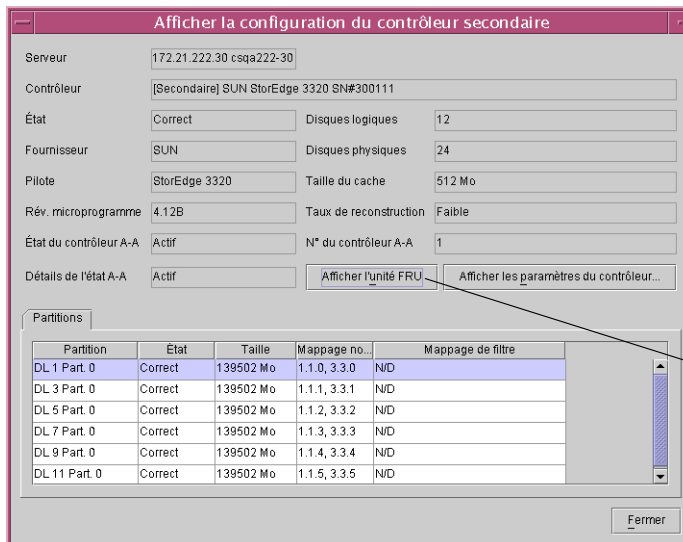 Afficher la configuration du contrôleur secondaire
Serveur 172.21.222.30 csqa222-30
Contrôleur [Secondaire] SUN StorEdge 3320 SN#300111
État Correct Disques logiques 12
Fournisseur SUN Disques physiques 24
Pilote StorEdge 3320 Taille du cache 512 Mo
Rév. microprogramme 4.12B Taux de reconstruction Faible
État du contrôleur A-A Actif N° du contrôleur A-A 1
Détails de l'état A-A Actif Afficher l'unité FRU Afficher les paramètres du contrôleur...
Partitions
Partition État Taille Mappage no... Mappage de filtre
DL 1 Part. 0 Correct 139502 Mo 1.1.0, 3.3.0 N/D
DL 3 Part. 0 Correct 139502 Mo 1.1.1, 3.3.1 N/D
DL 5 Part. 0 Correct 139502 Mo 1.1.2, 3.3.2 N/D
DL 7 Part. 0 Correct 139502 Mo 1.1.3, 3.3.3 N/D
DL 9 Part. 0 Correct 139502 Mo 1.1.4, 3.3.4 N/D
DL 11 Part. 0 Correct 139502 Mo 1.1.5, 3.3.5 N/D
Fermer